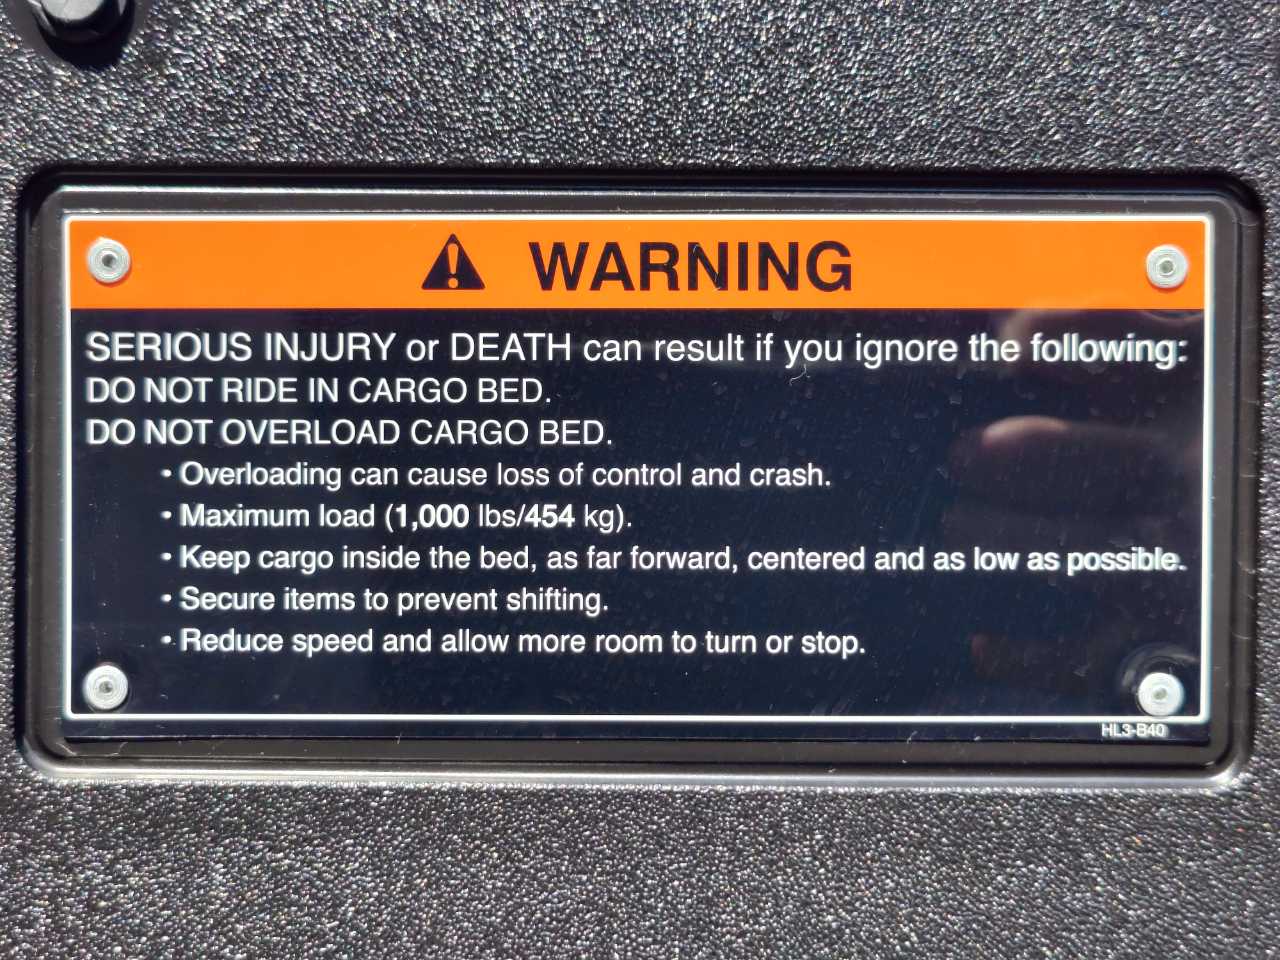 WARNING
SERIOUS INJURY or DEATH can result if you ignore the following:
DO NOT RIDE IN CARGO BED.
DO NOT OVERLOAD CARGO BED.
• Overloading can cause loss of control and crash.
• Maximum load (1,000 lbs/454 kg).
• Keep cargo inside the bed, as far forward, centered and as low as possible.
• Secure items to prevent shifting.
• Reduce speed and allow more room to turn or stop.
HL3-B40